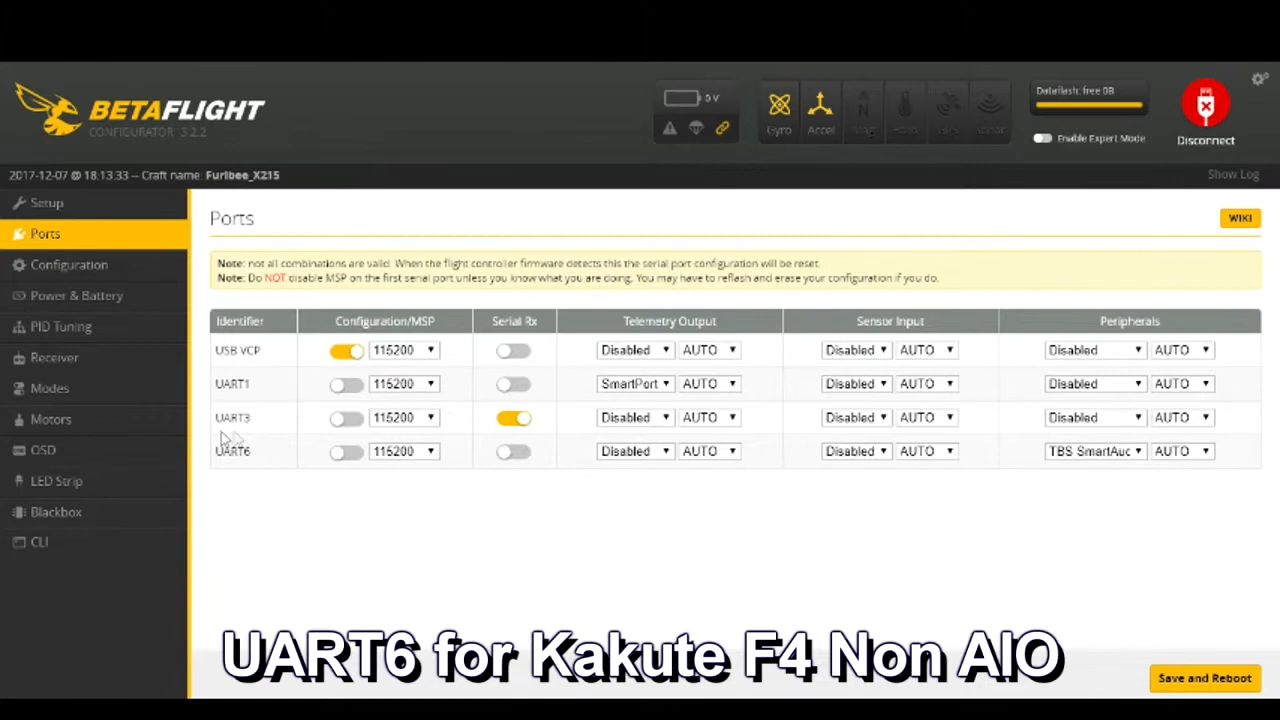 BETAFLIGHT
CONFIGURATOR 3.2.2
0 V
Gyro Accel Mag Baro GPS Sonar
Dataflash: free 0B
Enable Expert Mode
Disconnect
2017-12-07 @ 18:13:33 -- Craft name: Furibee_X215
Show Log
Setup
Ports
Configuration
Power & Battery
PID Tuning
Receiver
Modes
Motors
OSD
LED Strip
Blackbox
CLI
Ports
WIKI
Note: not all combinations are valid. When the flight controller firmware detects this the serial port configuration will be reset.
Note: Do NOT disable MSP on the first serial port unless you know what you are doing. You may have to reflash and erase your configuration if you do.
Identifier Configuration/MSP Serial Rx Telemetry Output Sensor Input Peripherals
USB VCP 115200 Disabled AUTO Disabled AUTO Disabled AUTO
UART1 115200 SmartPort AUTO Disabled AUTO Disabled AUTO
UART3 115200 Disabled AUTO Disabled AUTO Disabled AUTO
UART6 115200 Disabled AUTO Disabled AUTO TBS SmartAuc AUTO
UART6 for Kakute F4 Non AIO
Save and Reboot